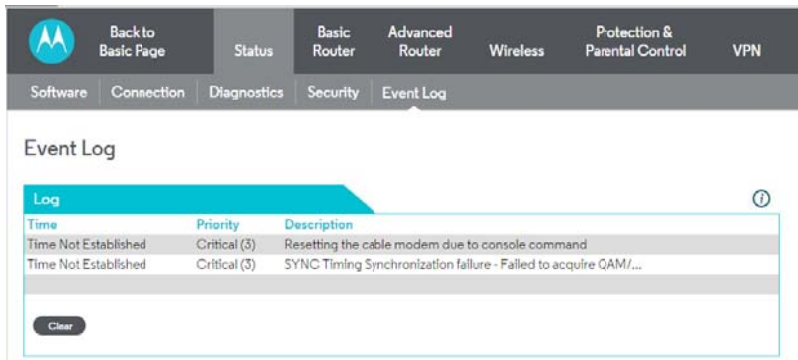 Back to Basic Page
Status
Basic Router
Advanced Router
Wireless
Potection & Parental Control
VPN
Software
Connection
Diagnostics
Security
Event Log
Event Log
Log
Time Priority Description
Time Not Established Critical (3) Resetting the cable modem due to console command
Time Not Established Critical (3) SYNC Timing Synchronization failure - Failed to acquire QAM/...
Clear